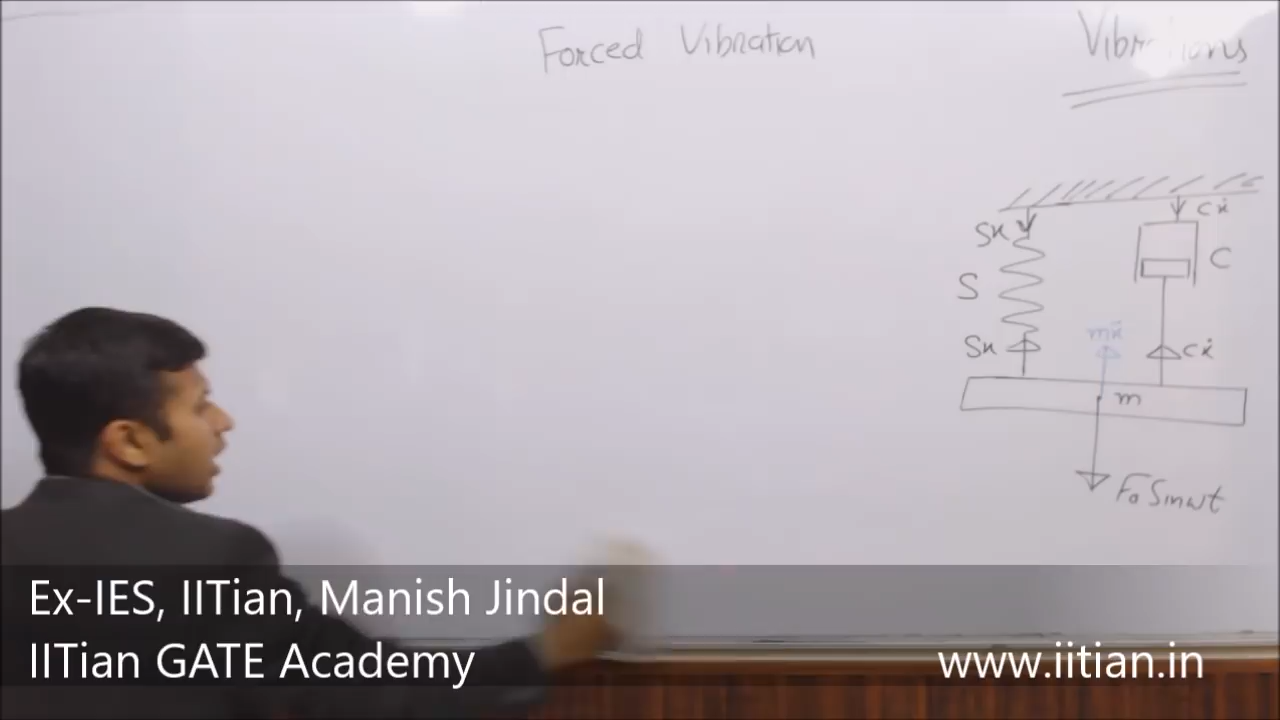 Forced Vibration
Vibrations
Cẋ
Sx
C
S
mẍ
Sx
Cẋ
m
F₀ Sinωt
Ex-IES, IITian, Manish Jindal
IITian GATE Academy
www.iitian.in